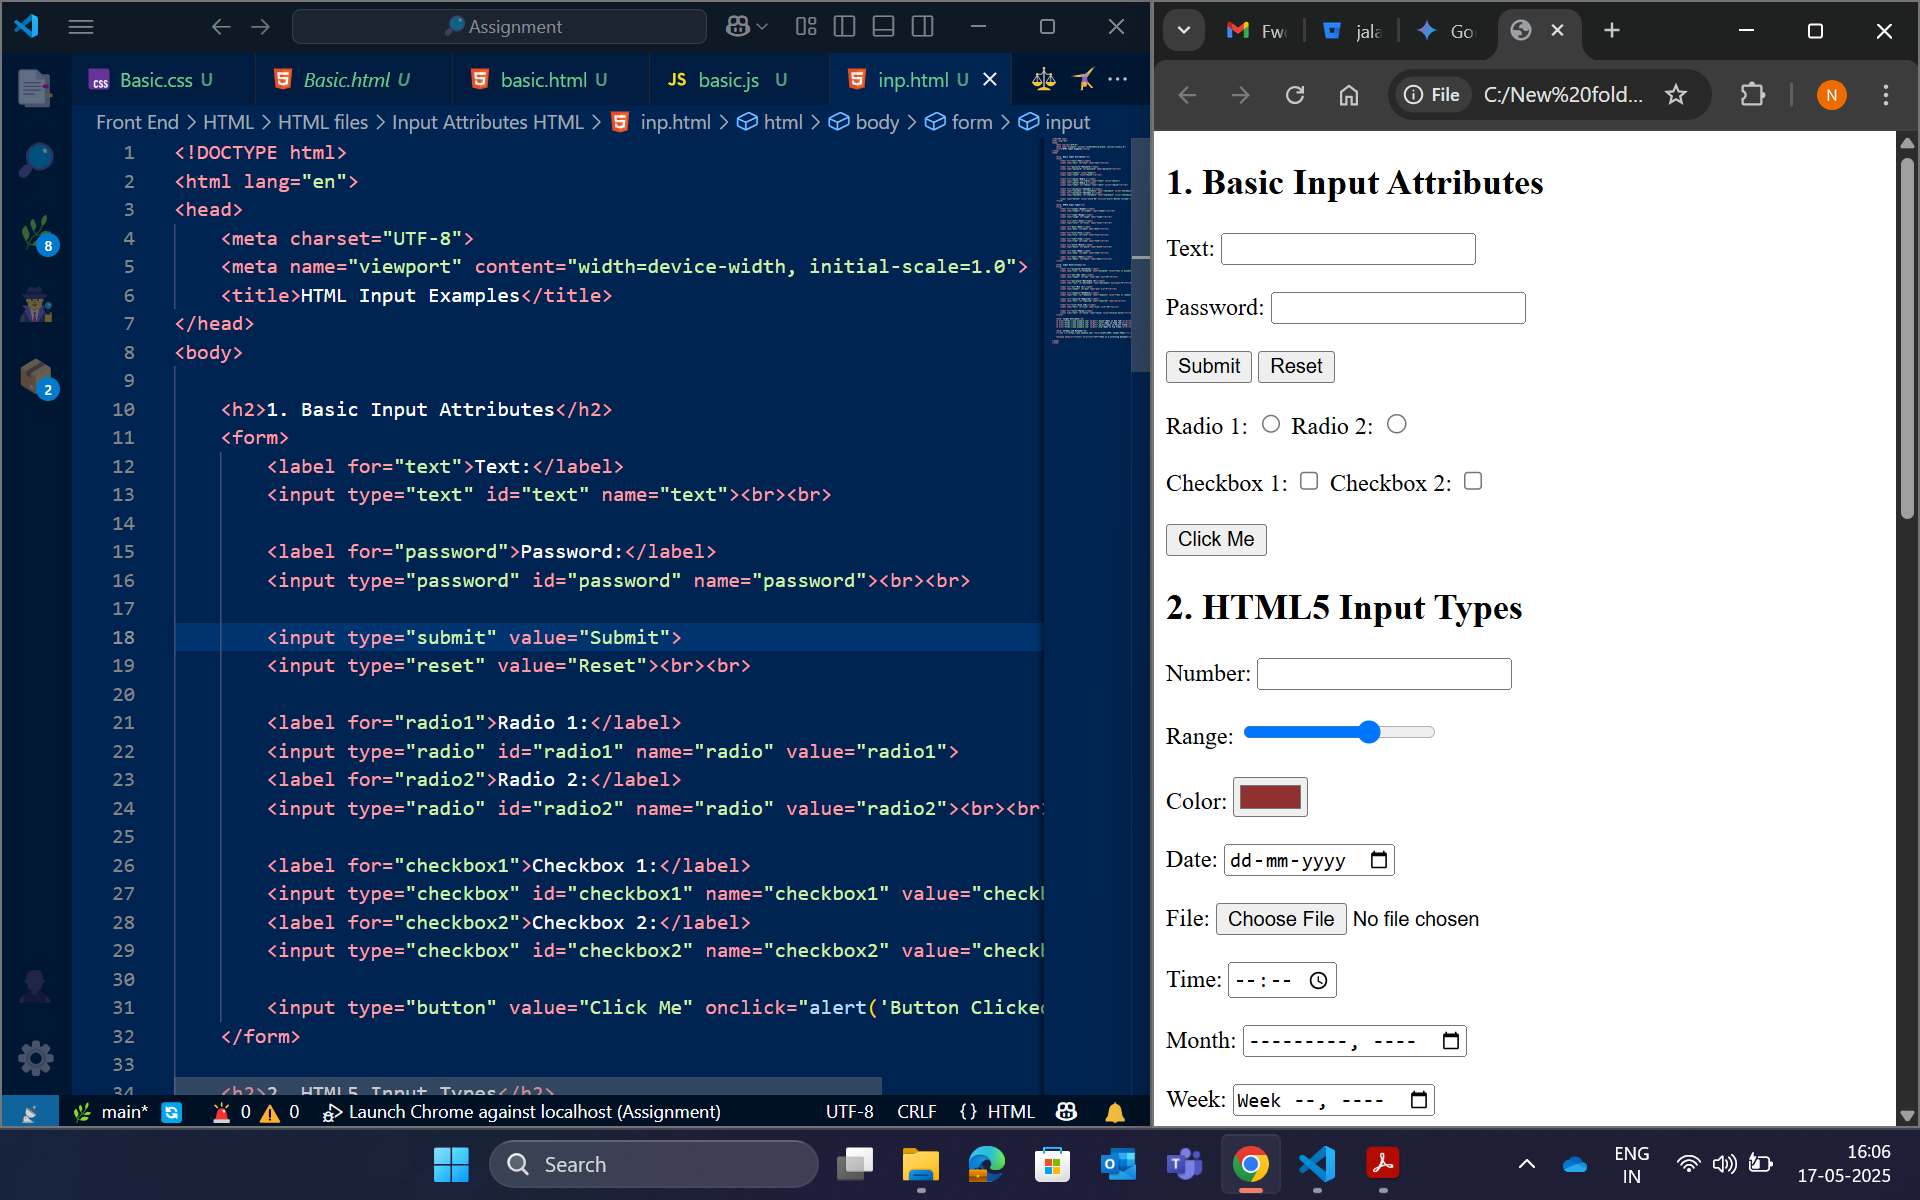 Assignment
Basic.css U
Basic.html U
basic.html U
JS basic.js U
inp.html U
Front End > HTML > HTML files > Input Attributes HTML > inp.html > html > body > form > input
1 <!DOCTYPE html>
2 <html lang="en">
3 <head>
4 <meta charset="UTF-8">
5 <meta name="viewport" content="width=device-width, initial-scale=1.0">
6 <title>HTML Input Examples</title>
7 </head>
8 <body>
9
10 <h2>1. Basic Input Attributes</h2>
11 <form>
12 <label for="text">Text:</label>
13 <input type="text" id="text" name="text"><br><br>
14
15 <label for="password">Password:</label>
16 <input type="password" id="password" name="password"><br><br>
17
18 <input type="submit" value="Submit">
19 <input type="reset" value="Reset"><br><br>
20
21 <label for="radio1">Radio 1:</label>
22 <input type="radio" id="radio1" name="radio" value="radio1">
23 <label for="radio2">Radio 2:</label>
24 <input type="radio" id="radio2" name="radio" value="radio2"><br><br>
25
26 <label for="checkbox1">Checkbox 1:</label>
27 <input type="checkbox" id="checkbox1" name="checkbox1" value="checkb
28 <label for="checkbox2">Checkbox 2:</label>
29 <input type="checkbox" id="checkbox2" name="checkbox2" value="checkb
30
31 <input type="button" value="Click Me" onclick="alert('Button Clicked
32 </form>
33
34 <h2>2. HTML5 Input Types</h2>
8
2
main* 0 0 Launch Chrome against localhost (Assignment) UTF-8 CRLF {} HTML
Fw
jala
Go
File C:/New%20fold...
N
1. Basic Input Attributes
Text:
Password:
Submit Reset
Radio 1: Radio 2:
Checkbox 1: Checkbox 2:
Click Me
2. HTML5 Input Types
Number:
Range:
Color:
Date: dd-mm-yyyy
File: Choose File No file chosen
Time: --:--
Month: ---------, ----
Week: Week --, ----
Search
ENG
IN
16:06
17-05-2025